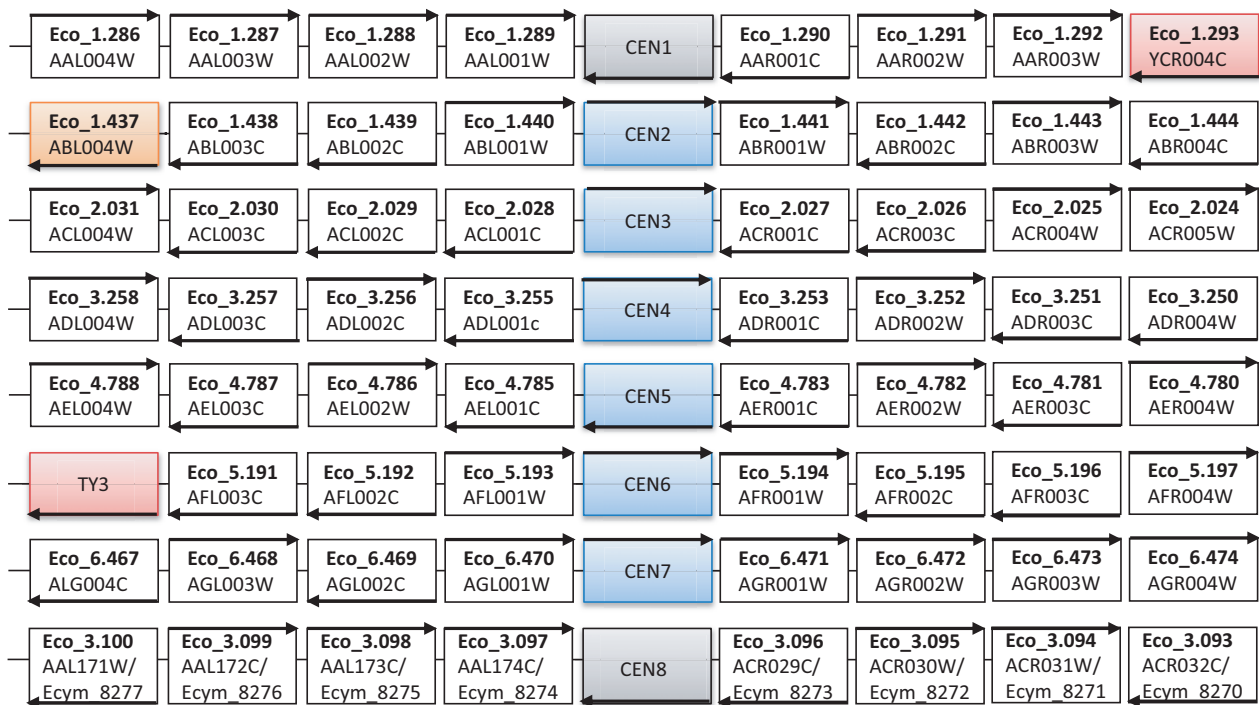 Eco_1.286 Eco_1.287 Eco_1.288 Eco_1.289 CEN1 Eco_1.290 Eco_1.291 Eco_1.292 Eco_1.293
AAL004W AAL003W AAL002W AAL001W AAR001C AAR002W AAR003W YCR004C
Eco_1.437 Eco_1.438 Eco_1.439 Eco_1.440 CEN2 Eco_1.441 Eco_1.442 Eco_1.443 Eco_1.444
ABL004W ABL003C ABL002C ABL001W ABR001W ABR002C ABR003W ABR004C
Eco_2.031 Eco_2.030 Eco_2.029 Eco_2.028 CEN3 Eco_2.027 Eco_2.026 Eco_2.025 Eco_2.024
ACL004W ACL003C ACL002C ACL001C ACR001C ACR003C ACR004W ACR005W
Eco_3.258 Eco_3.257 Eco_3.256 Eco_3.255 CEN4 Eco_3.253 Eco_3.252 Eco_3.251 Eco_3.250
ADL004W ADL003C ADL002C ADL001c ADR001C ADR002W ADR003C ADR004W
Eco_4.788 Eco_4.787 Eco_4.786 Eco_4.785 CEN5 Eco_4.783 Eco_4.782 Eco_4.781 Eco_4.780
AEL004W AEL003C AEL002W AEL001C AER001C AER002W AER003C AER004W
TY3 Eco_5.191 Eco_5.192 Eco_5.193 CEN6 Eco_5.194 Eco_5.195 Eco_5.196 Eco_5.197
AFL003C AFL002C AFL001W AFR001W AFR002C AFR003C AFR004W
Eco_6.467 Eco_6.468 Eco_6.469 Eco_6.470 CEN7 Eco_6.471 Eco_6.472 Eco_6.473 Eco_6.474
ALG004C AGL003W AGL002C AGL001W AGR001W AGR002W AGR003W AGR004W
Eco_3.100 Eco_3.099 Eco_3.098 Eco_3.097 CEN8 Eco_3.096 Eco_3.095 Eco_3.094 Eco_3.093
AAL171W/ AAL172C/ AAL173C/ AAL174C/ ACR029C/ ACR030W/ ACR031W/ ACR032C/
Ecym_8277 Ecym_8276 Ecym_8275 Ecym_8274 Ecym_8273 Ecym_8272 Ecym_8271 Ecym_8270